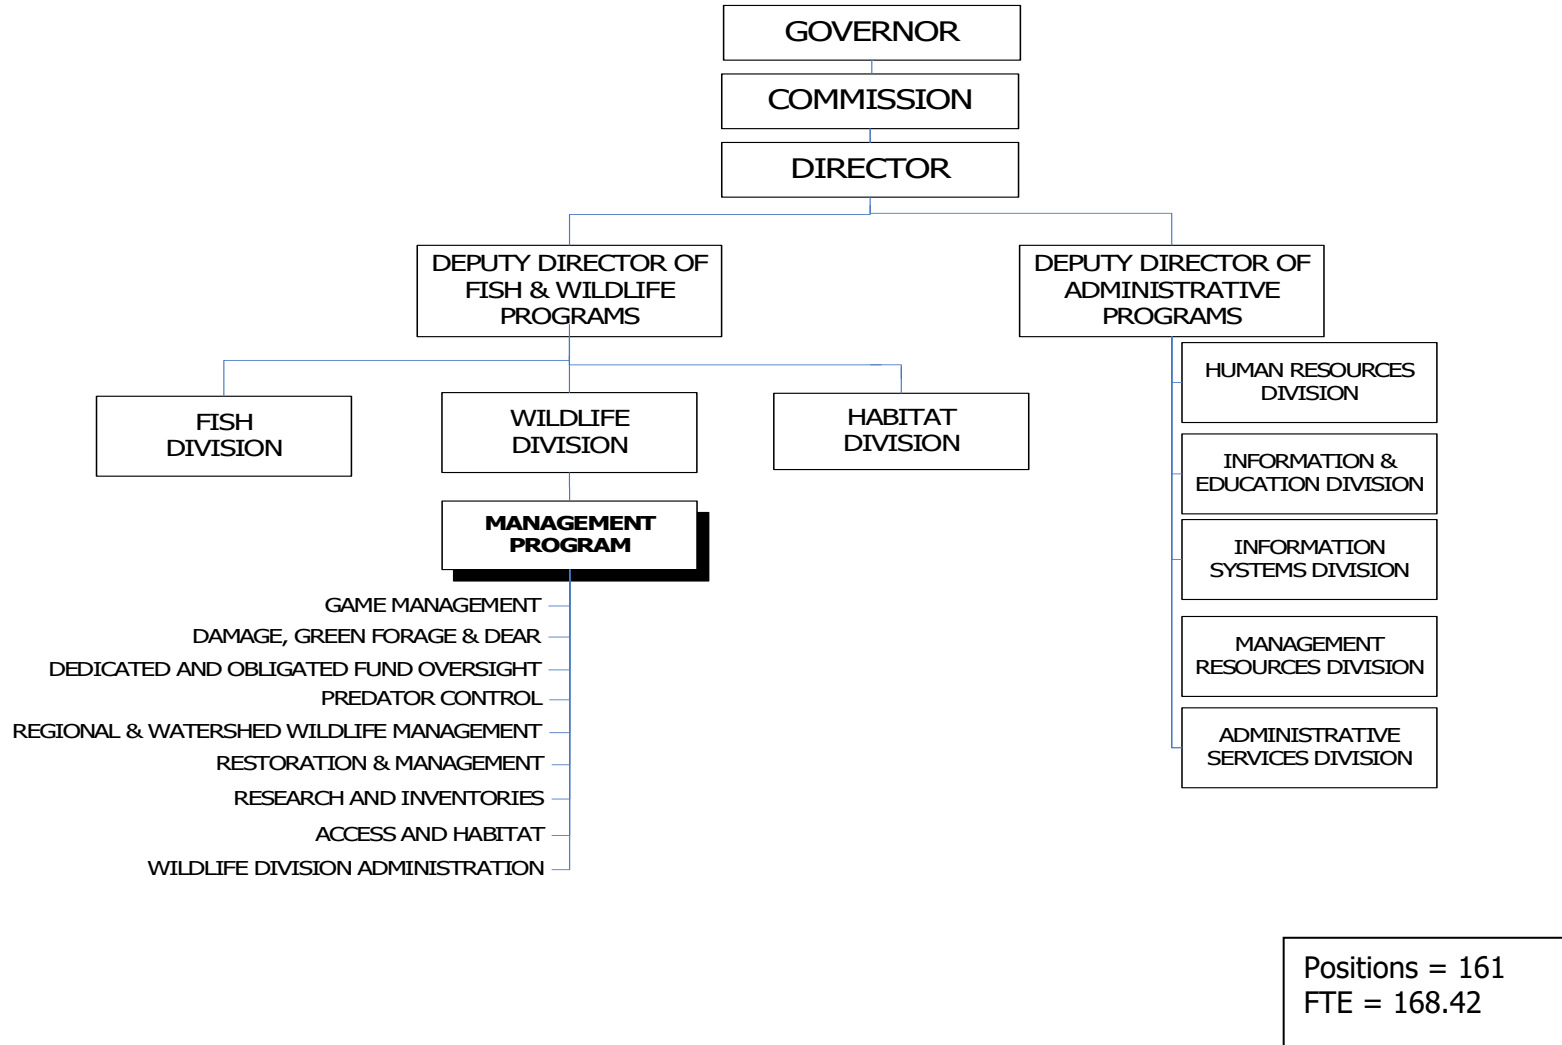 GOVERNOR
COMMISSION
DIRECTOR
DEPUTY DIRECTOR OF
FISH & WILDLIFE
PROGRAMS
DEPUTY DIRECTOR OF
ADMINISTRATIVE
PROGRAMS
FISH
DIVISION
WILDLIFE
DIVISION
HABITAT
DIVISION
HUMAN RESOURCES
DIVISION
INFORMATION &
EDUCATION DIVISION
INFORMATION
SYSTEMS DIVISION
MANAGEMENT
RESOURCES DIVISION
ADMINISTRATIVE
SERVICES DIVISION
MANAGEMENT
PROGRAM
GAME MANAGEMENT
DAMAGE, GREEN FORAGE & DEAR
DEDICATED AND OBLIGATED FUND OVERSIGHT
PREDATOR CONTROL
REGIONAL & WATERSHED WILDLIFE MANAGEMENT
RESTORATION & MANAGEMENT
RESEARCH AND INVENTORIES
ACCESS AND HABITAT
WILDLIFE DIVISION ADMINISTRATION
Positions = 161
FTE = 168.42